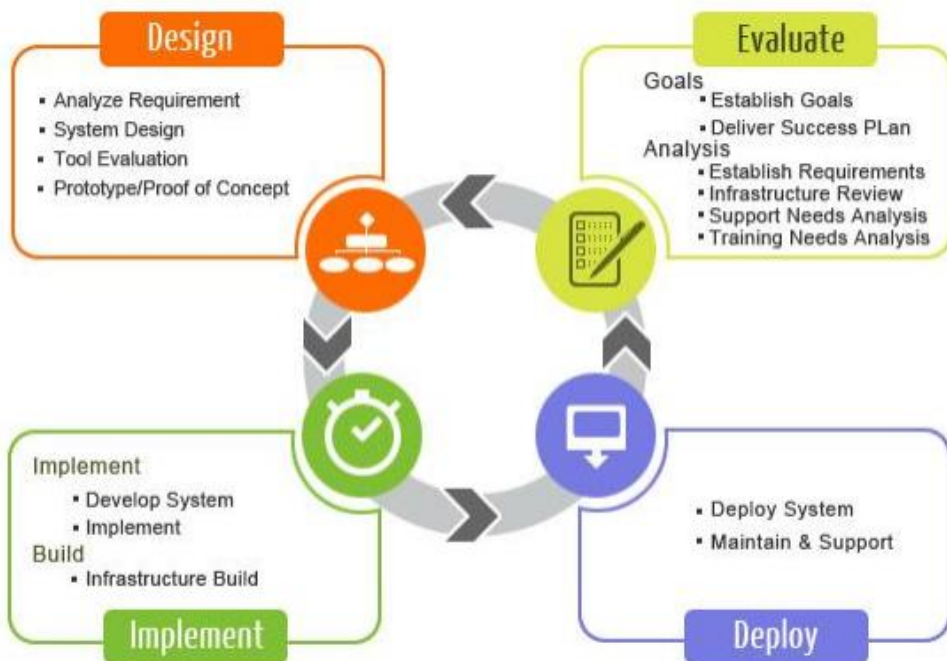 Design
▪ Analyze Requirement
▪ System Design
▪ Tool Evaluation
▪ Prototype/Proof of Concept
Evaluate
Goals
▪ Establish Goals
▪ Deliver Success PLan
Analysis
▪ Establish Requirements
▪ Infrastructure Review
▪ Support Needs Analysis
▪ Training Needs Analysis
Implement
▪ Develop System
▪ Implement
Build
▪ Infrastructure Build
Implement
▪ Deploy System
▪ Maintain & Support
Deploy